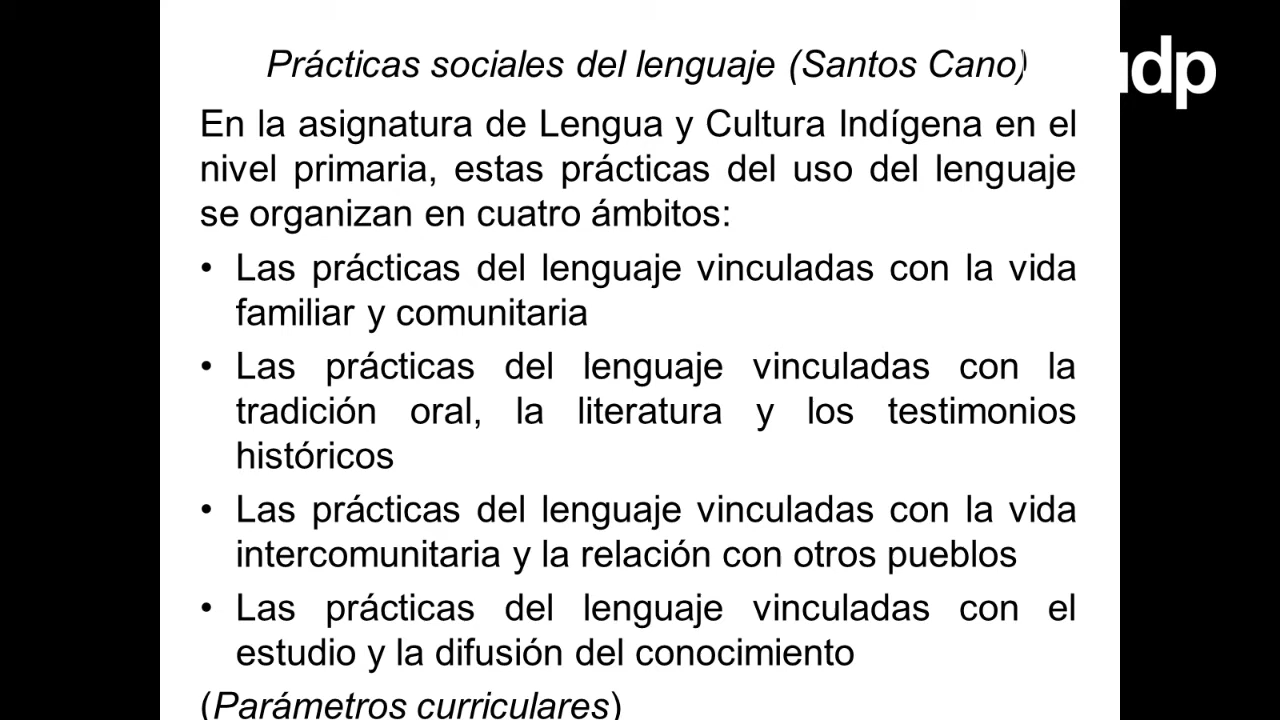 Prácticas sociales del lenguaje (Santos Cano)
udp
En la asignatura de Lengua y Cultura Indígena en el
nivel primaria, estas prácticas del uso del lenguaje
se organizan en cuatro ámbitos:
• Las prácticas del lenguaje vinculadas con la vida
familiar y comunitaria
• Las prácticas del lenguaje vinculadas con la
tradición oral, la literatura y los testimonios
históricos
• Las prácticas del lenguaje vinculadas con la vida
intercomunitaria y la relación con otros pueblos
• Las prácticas del lenguaje vinculadas con el
estudio y la difusión del conocimiento
(Parámetros curriculares)